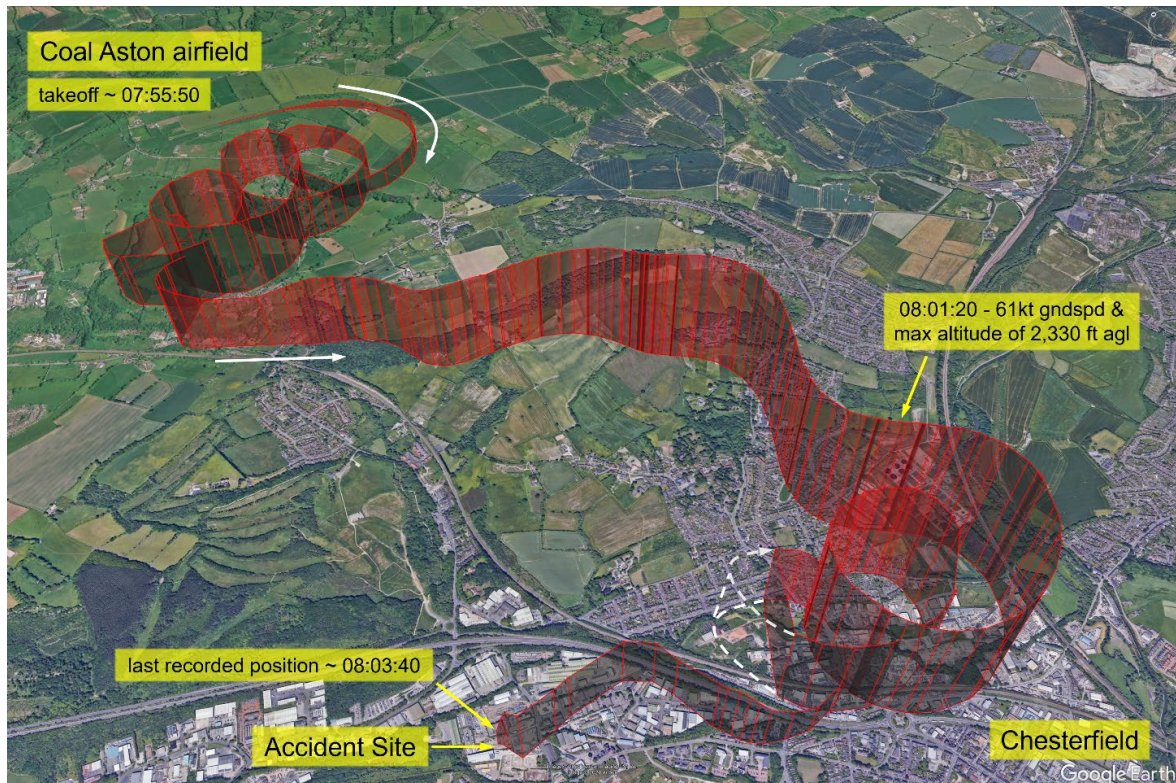 Coal Aston airfield
takeoff ~ 07:55:50
08:01:20 - 61kt gndspd &
max altitude of 2,330 ft agl
last recorded position ~ 08:03:40
Accident Site
Chesterfield
Google Earth